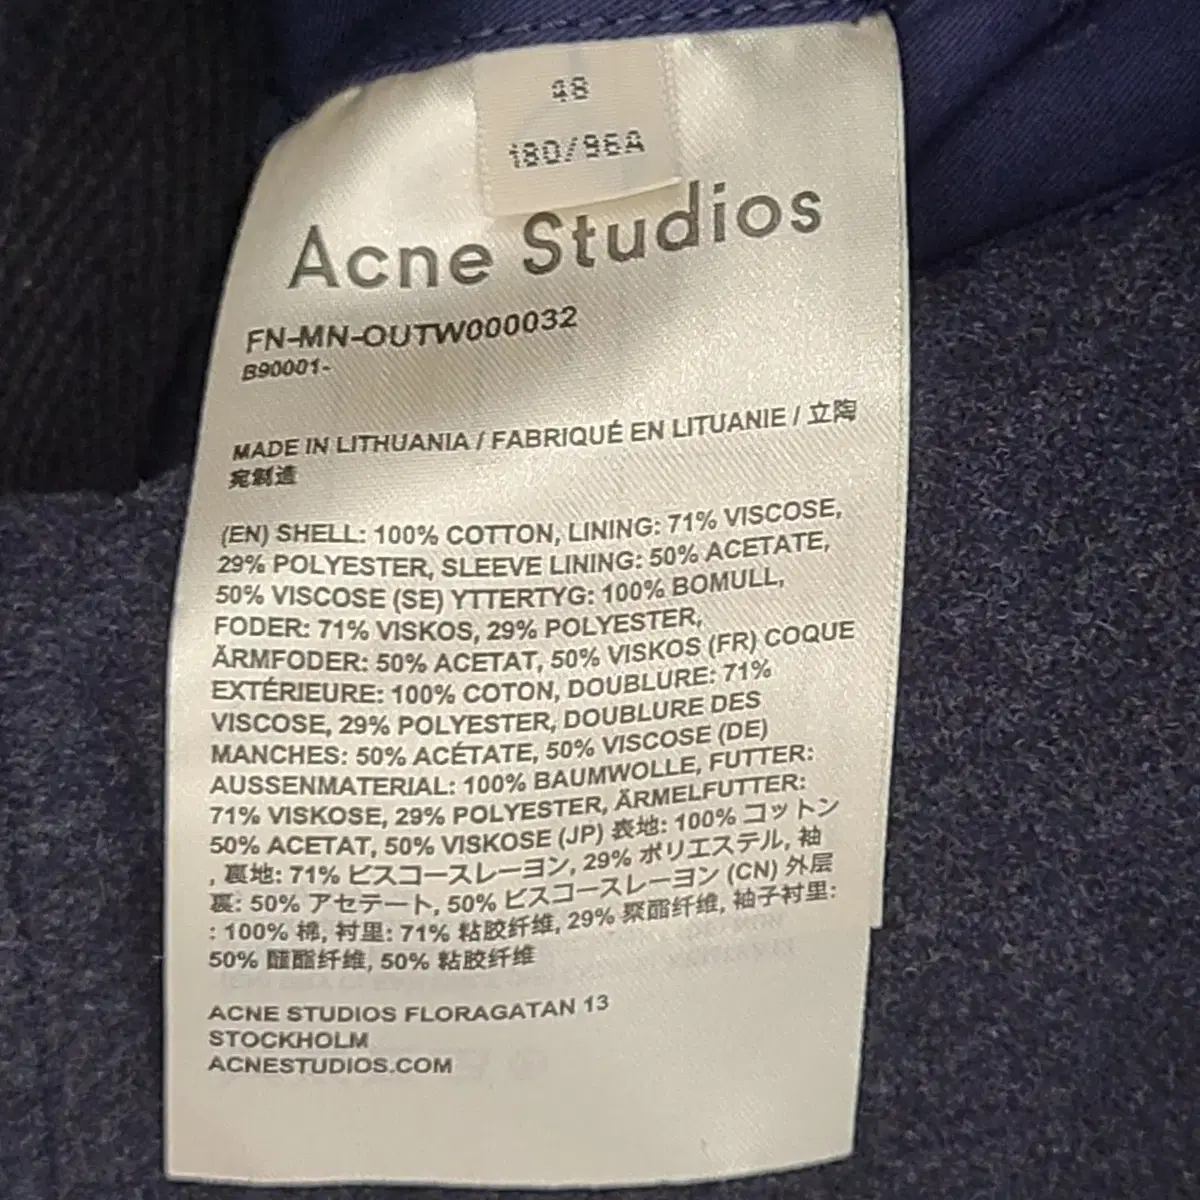 48
180/96A
Acne Studios
FN-MN-OUTW000032
B90001-
MADE IN LITHUANIA / FABRIQUÉ EN LITUANIE / 立陶
宛制造
(EN) SHELL: 100% COTTON, LINING: 71% VISCOSE,
29% POLYESTER, SLEEVE LINING: 50% ACETATE,
50% VISCOSE (SE) YTTERTYG: 100% BOMULL,
FODER: 71% VISKOS, 29% POLYESTER,
ÄRMFODER: 50% ACETAT, 50% VISKOS (FR) COQUE
EXTÉRIEURE: 100% COTON, DOUBLURE: 71%
VISCOSE, 29% POLYESTER, DOUBLURE DES
MANCHES: 50% ACÉTATE, 50% VISCOSE (DE)
AUSSENMATERIAL: 100% BAUMWOLLE, FUTTER:
71% VISKOSE, 29% POLYESTER, ÄRMELFUTTER:
50% ACETAT, 50% VISKOSE (JP) 表地: 100% コットン
, 裏地: 71% ビスコースレーヨン, 29% ポリエステル, 袖
裏: 50% アセテート, 50% ビスコースレーヨン (CN) 外层
: 100% 棉, 衬里: 71% 粘胶纤维, 29% 聚酯纤维, 袖子衬里:
50% 醋酯纤维, 50% 粘胶纤维
ACNE STUDIOS FLORAGATAN 13
STOCKHOLM
ACNESTUDIOS.COM